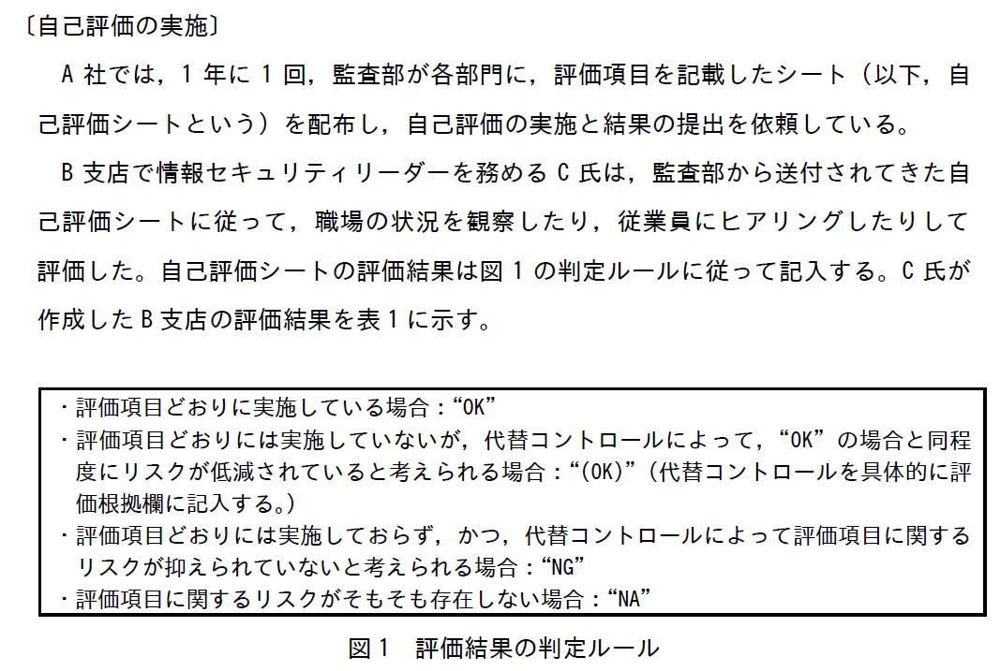 〔自己評価の実施〕
A 社では，1 年に 1 回，監査部が各部門に，評価項目を記載したシート（以下，自
己評価シートという）を配布し，自己評価の実施と結果の提出を依頼している。
B 支店で情報セキュリティリーダーを務める C 氏は，監査部から送付されてきた自
己評価シートに従って，職場の状況を観察したり，従業員にヒアリングしたりして
評価した。自己評価シートの評価結果は図 1 の判定ルールに従って記入する。C 氏が
作成した B 支店の評価結果を表 1 に示す。
・評価項目どおりに実施している場合：“OK”
・評価項目どおりには実施していないが，代替コントロールによって，“OK” の場合と同程
度にリスクが低減されていると考えられる場合：“(OK)”（代替コントロールを具体的に評
価根拠欄に記入する。）
・評価項目どおりには実施しておらず，かつ，代替コントロールによって評価項目に関する
リスクが抑えられていないと考えられる場合：“NG”
・評価項目に関するリスクがそもそも存在しない場合：“NA”
図 1　評価結果の判定ルール